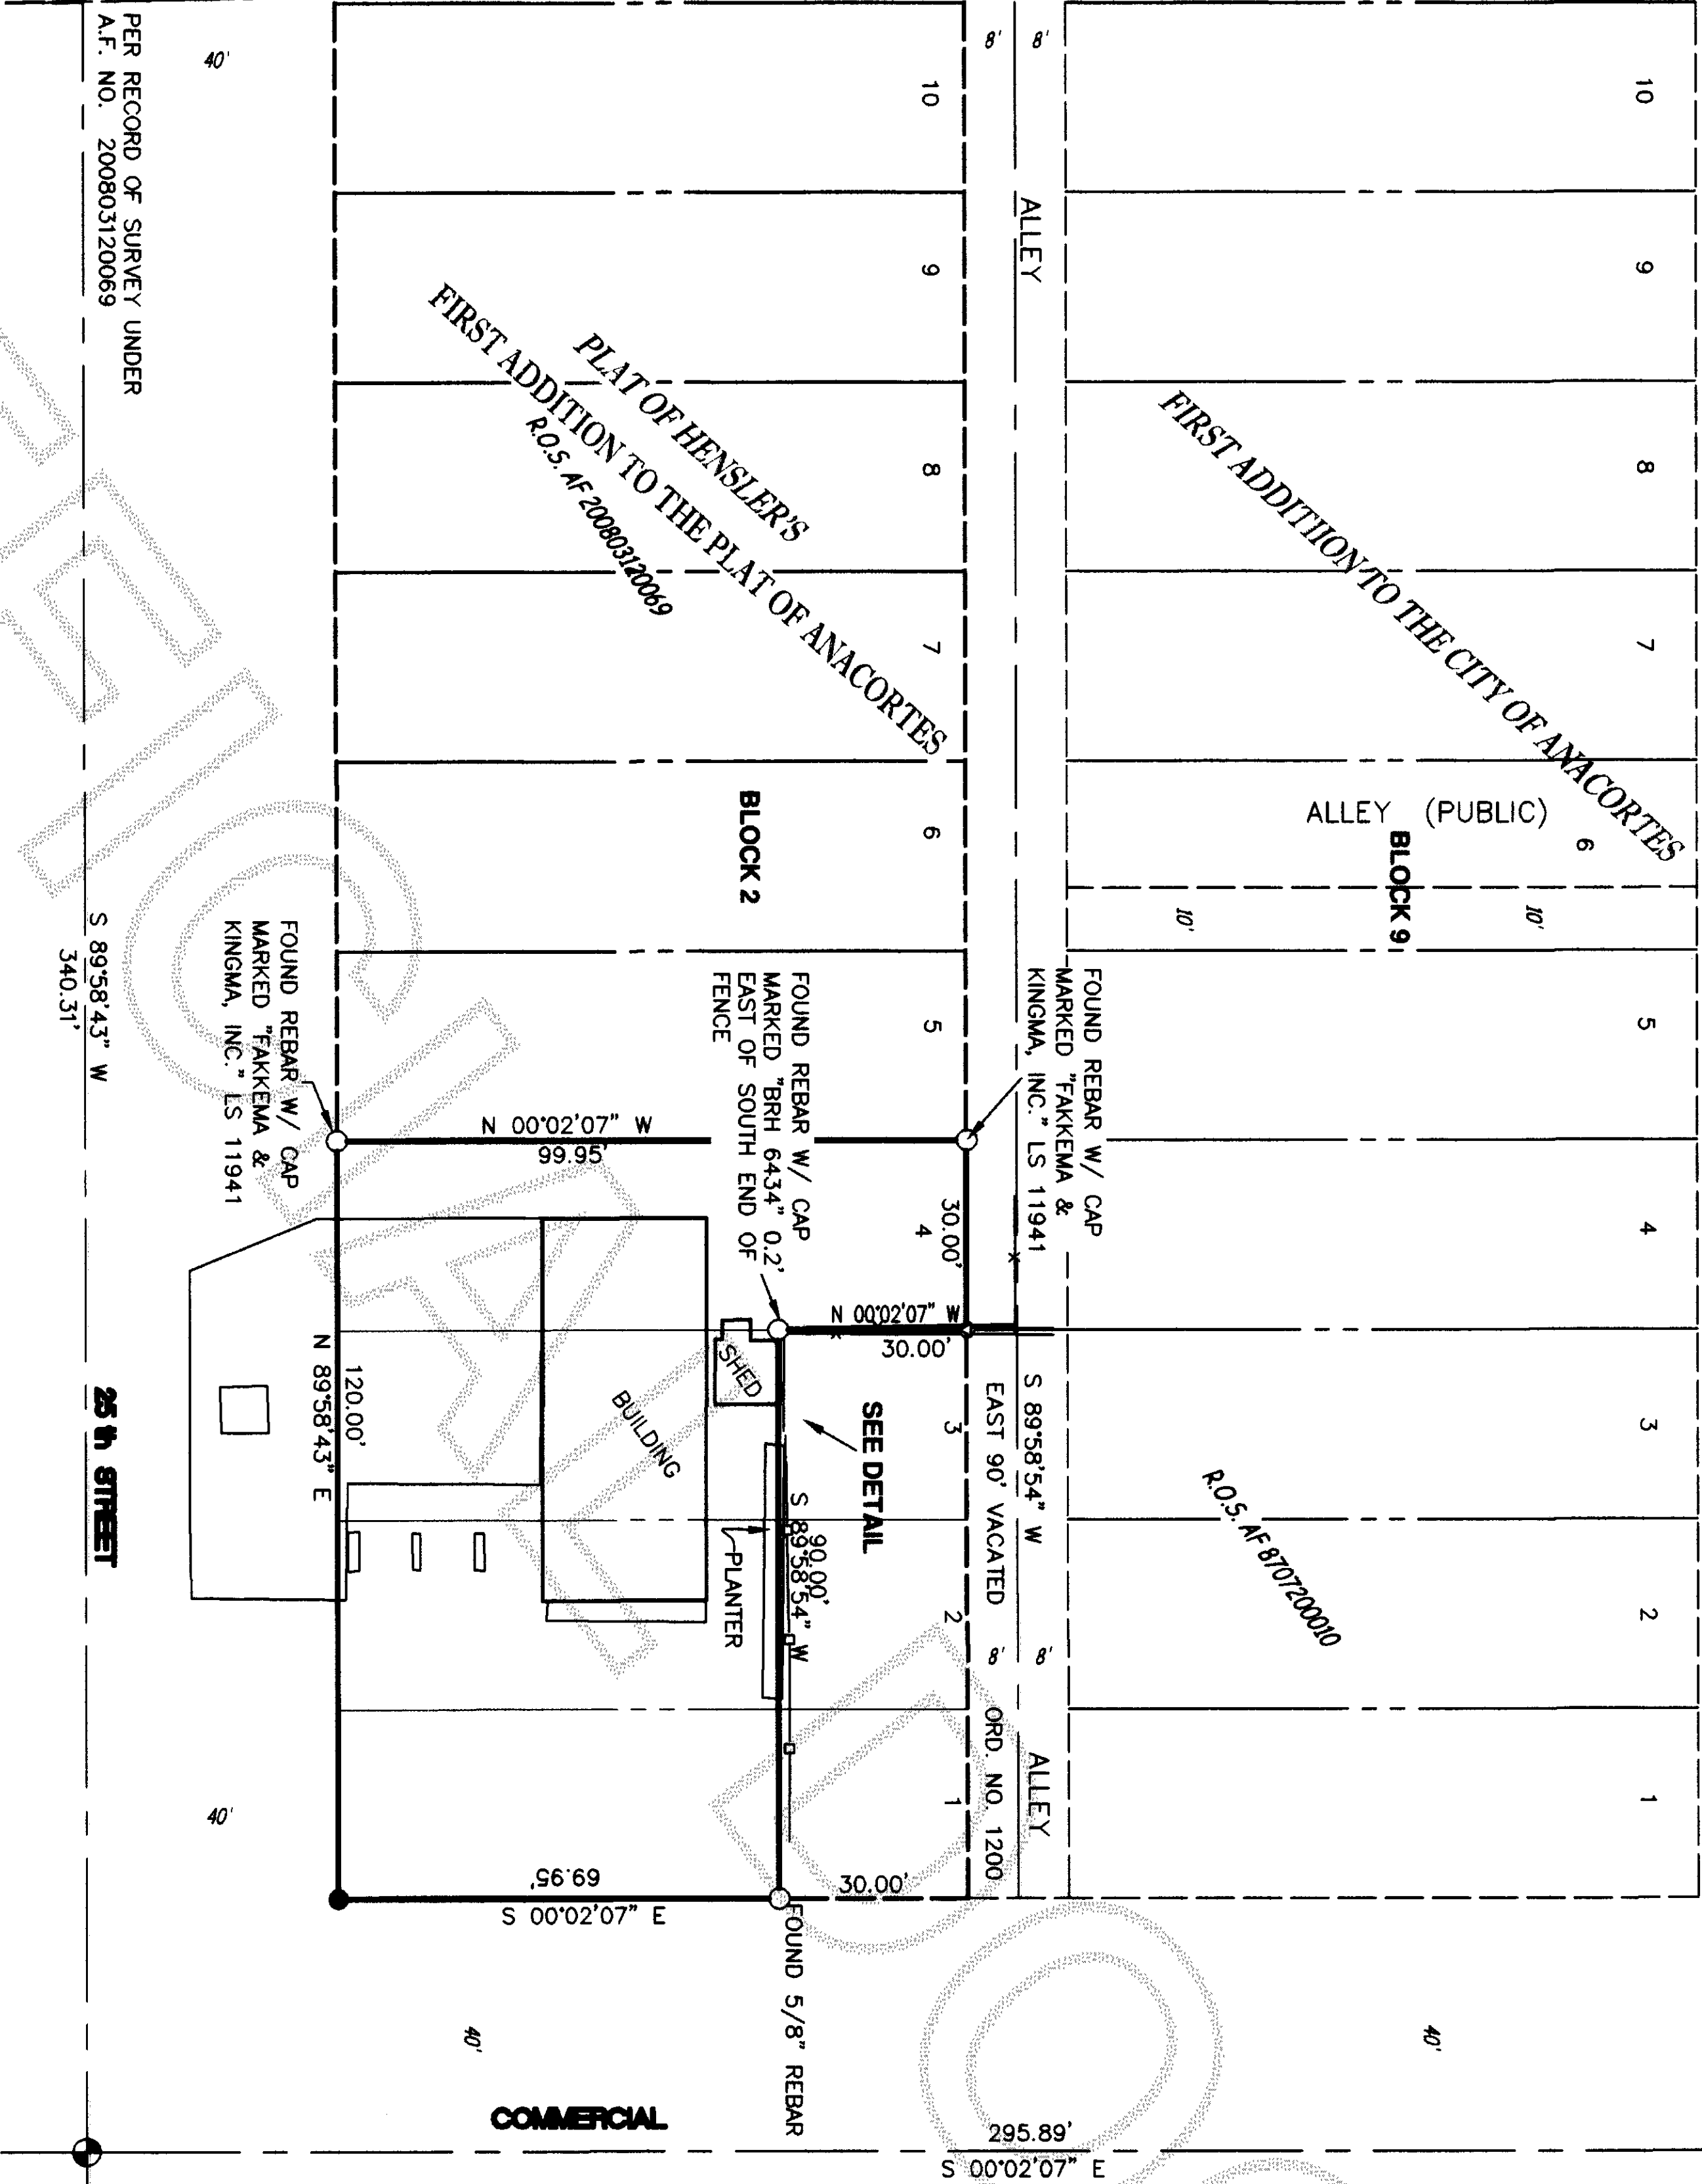 10
9
8
7
6
5
4
3
2
1
FIRST ADDITIION TO THE CITY OF ANACORTES
ALLEY (PUBLIC)
BLOCK 9
10'
10'
R.O.S. AF 8707200010
40'
8'
8'
ALLEY
FOUND REBAR W/ CAP
MARKED "FAKKEMA &
KINGMA, INC." LS 11941
S 89°58'54" W
EAST 90' VACATED
8'
8'
ORD. NO. 1200
ALLEY
295.89'
S 00°02'07" E
10
9
8
7
6
5
4
3
2
1
30.00'
N 00°02'07" W
30.00'
30.00'
PLAT OF HENSLER'S
FIRST ADDITION TO THE PLAT OF ANACORTES
R.O.S. AF 200803120069
BLOCK 2
FOUND REBAR W/ CAP
MARKED "BRH 6434" 0.2'
EAST OF SOUTH END OF
FENCE
SEE DETAIL
90.00'
S 89°58'54" W
SHED
PLANTER
BUILDING
FOUND 5/8" REBAR
N 00°02'07" W
99.95'
69.95'
S 00°02'07" E
40'
COMMERCIAL
120.00'
N 89°58'43" E
FOUND REBAR W/ CAP
MARKED "FAKKEMA &
KINGMA, INC." LS 11941
40'
40'
PER RECORD OF SURVEY UNDER
A.F. NO. 200803120069
S 89°58'43" W
340.31'
25 th STREET